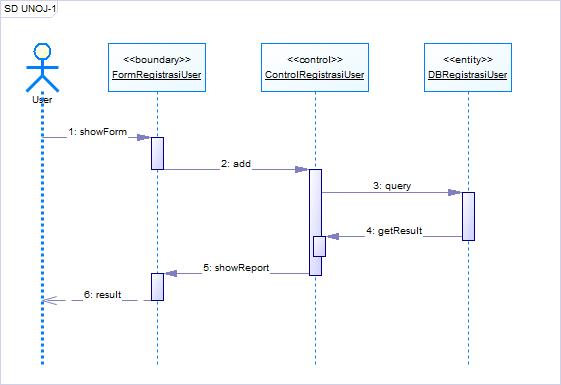 SD UNOJ-1
<<boundary>>
FormRegistrasiUser
<<control>>
ControlRegistrasiUser
<<entity>>
DBRegistrasiUser
User
1: showForm
2: add
3: query
4: getResult
5: showReport
6: result